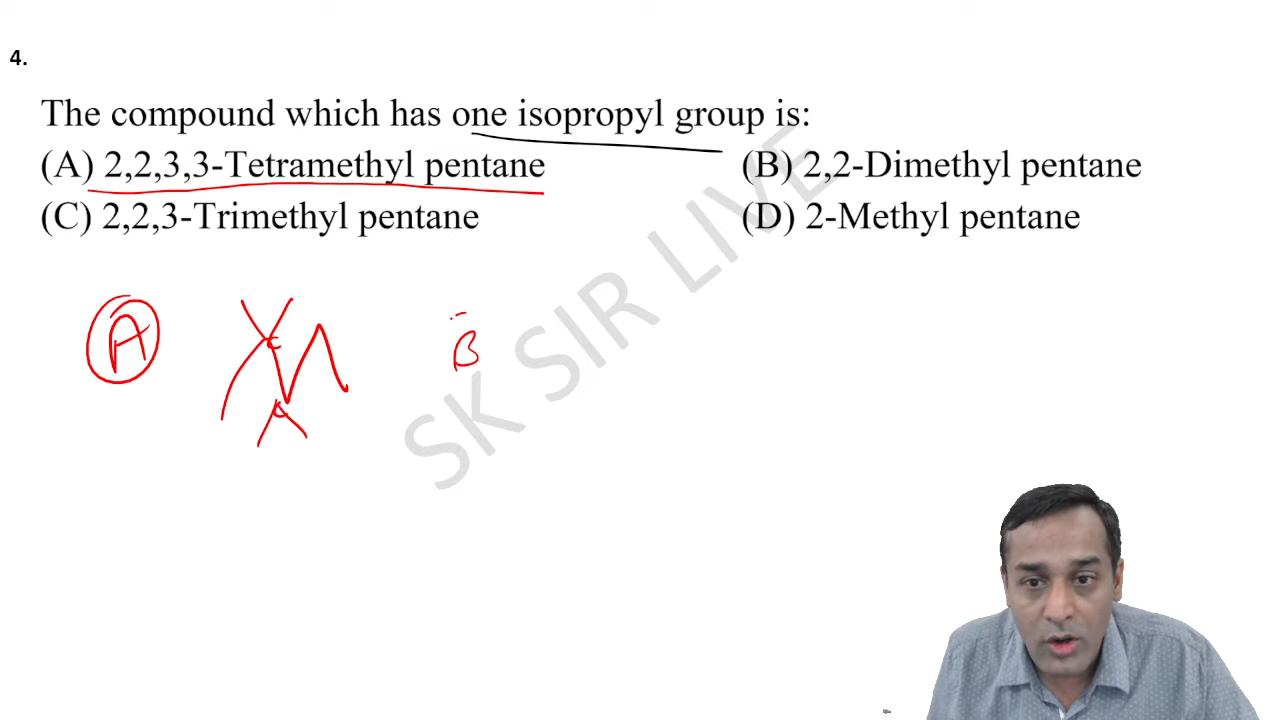 4.
The compound which has one isopropyl group is:
(A) 2,2,3,3-Tetramethyl pentane (B) 2,2-Dimethyl pentane
(C) 2,2,3-Trimethyl pentane (D) 2-Methyl pentane
A B
SK SIR LIVE